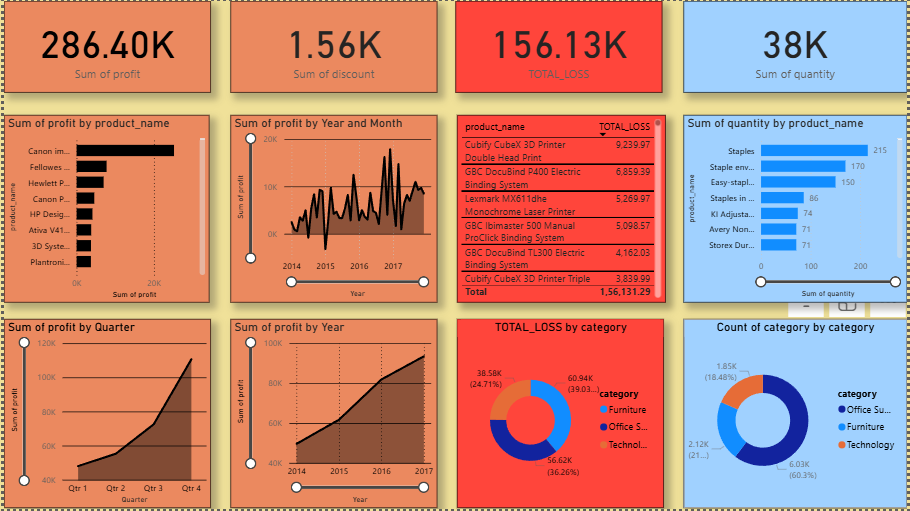 286.40K
Sum of profit
1.56K
Sum of discount
156.13K
TOTAL_LOSS
38K
Sum of quantity
Sum of profit by product_name
product_name
Canon im...
Fellowes ...
Hewlett P...
Canon P...
HP Desig...
Ativa V41...
3D Syste...
Plantroni...
0K 20K
Sum of profit
Sum of profit by Year and Month
Sum of profit
20K
10K
0K
2014 2015 2016 2017
Year
product_name TOTAL_LOSS
Cubify CubeX 3D Printer 9,239.97
Double Head Print
GBC DocuBind P400 Electric 6,859.39
Binding System
Lexmark MX611dhe 5,269.97
Monochrome Laser Printer
GBC Ibimaster 500 Manual 5,098.57
ProClick Binding System
GBC DocuBind TL300 Electric 4,162.03
Binding System
Cubify CubeX 3D Printer Triple 3,839.99
Total 1,56,131.29
Sum of quantity by product_name
product_name
Staples 215
Staple env... 170
Easy-stapl... 150
Staples in ... 86
KI Adjusta... 74
Avery Non... 71
Storex Dur... 71
0 100 200
Sum of quantity
Sum of profit by Quarter
Sum of profit
120K
100K
80K
60K
40K
Qtr 1 Qtr 2 Qtr 3 Qtr 4
Quarter
Sum of profit by Year
Sum of profit
100K
80K
60K
40K
2014 2015 2016 2017
Year
TOTAL_LOSS by category
38.58K
(24.71%)
60.94K
(39.03...)
56.62K
(36.26%)
category
Furniture
Office S...
Technol...
Count of category by category
1.85K
(18.48%)
2.12K
(21...)
6.03K
(60.3%)
category
Office Su...
Furniture
Technology